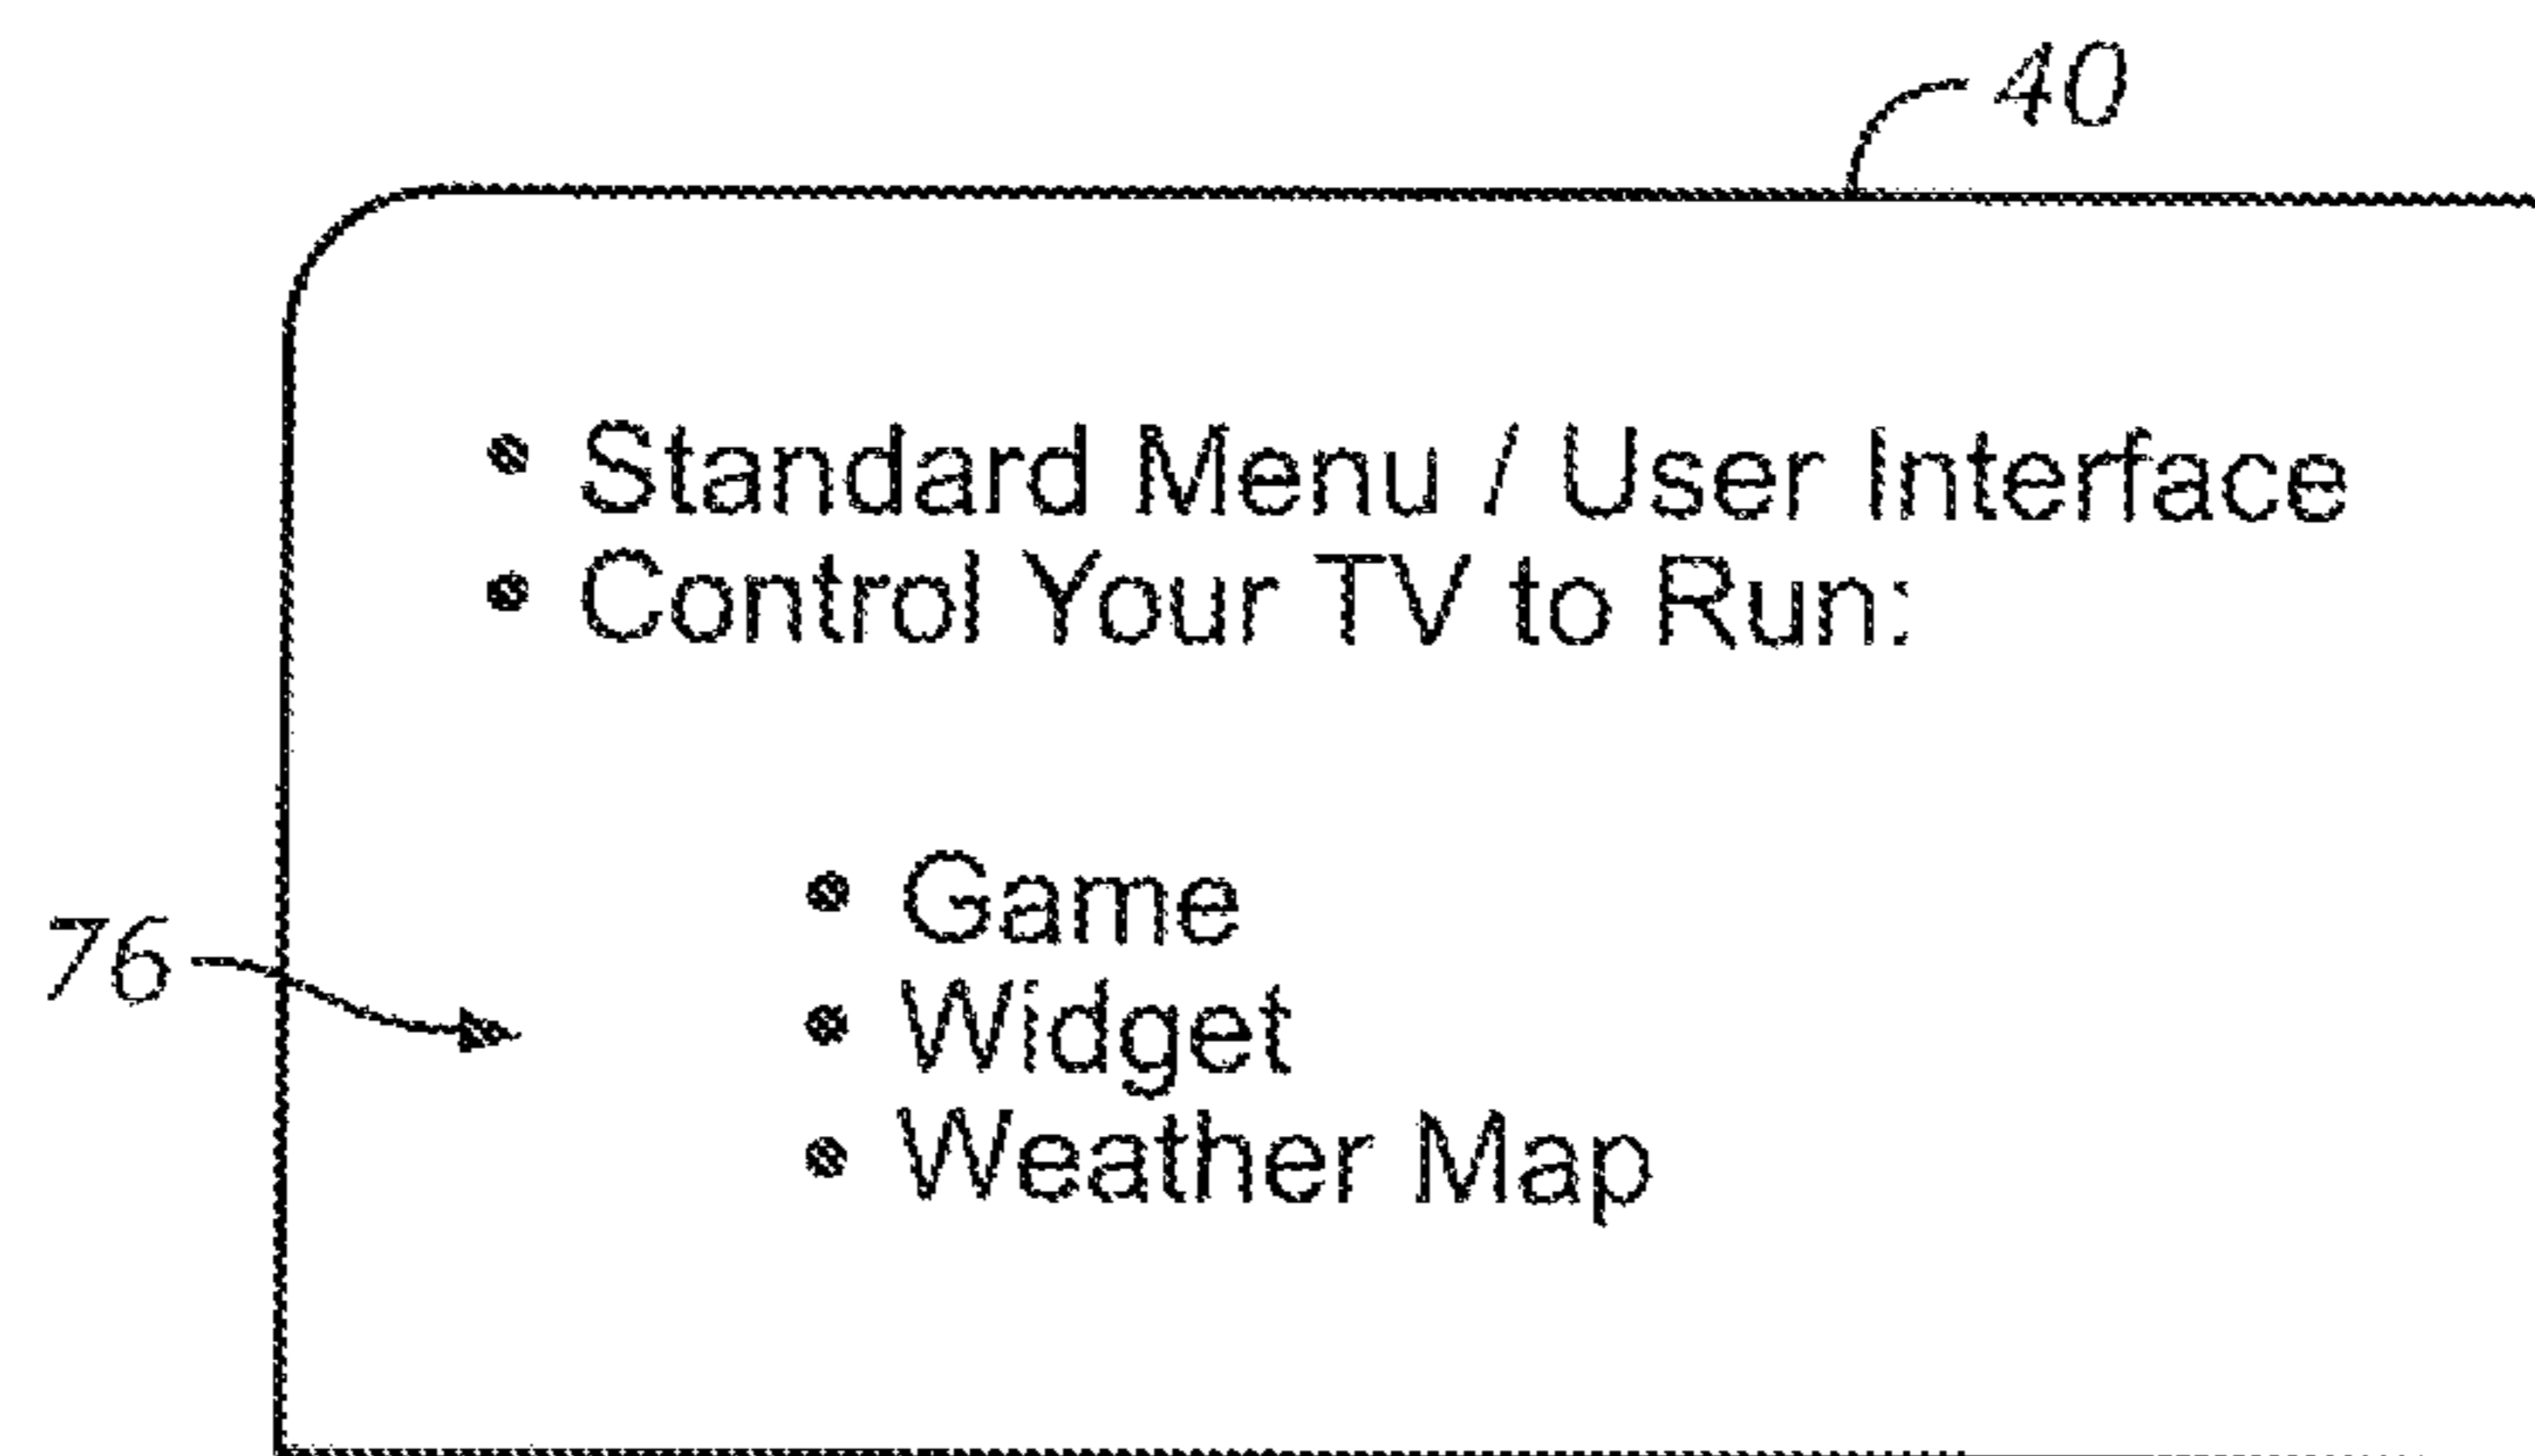 40
• Standard Menu / User Interface
• Control Your TV to Run:
• Game
76
• Widget
• Weather Map